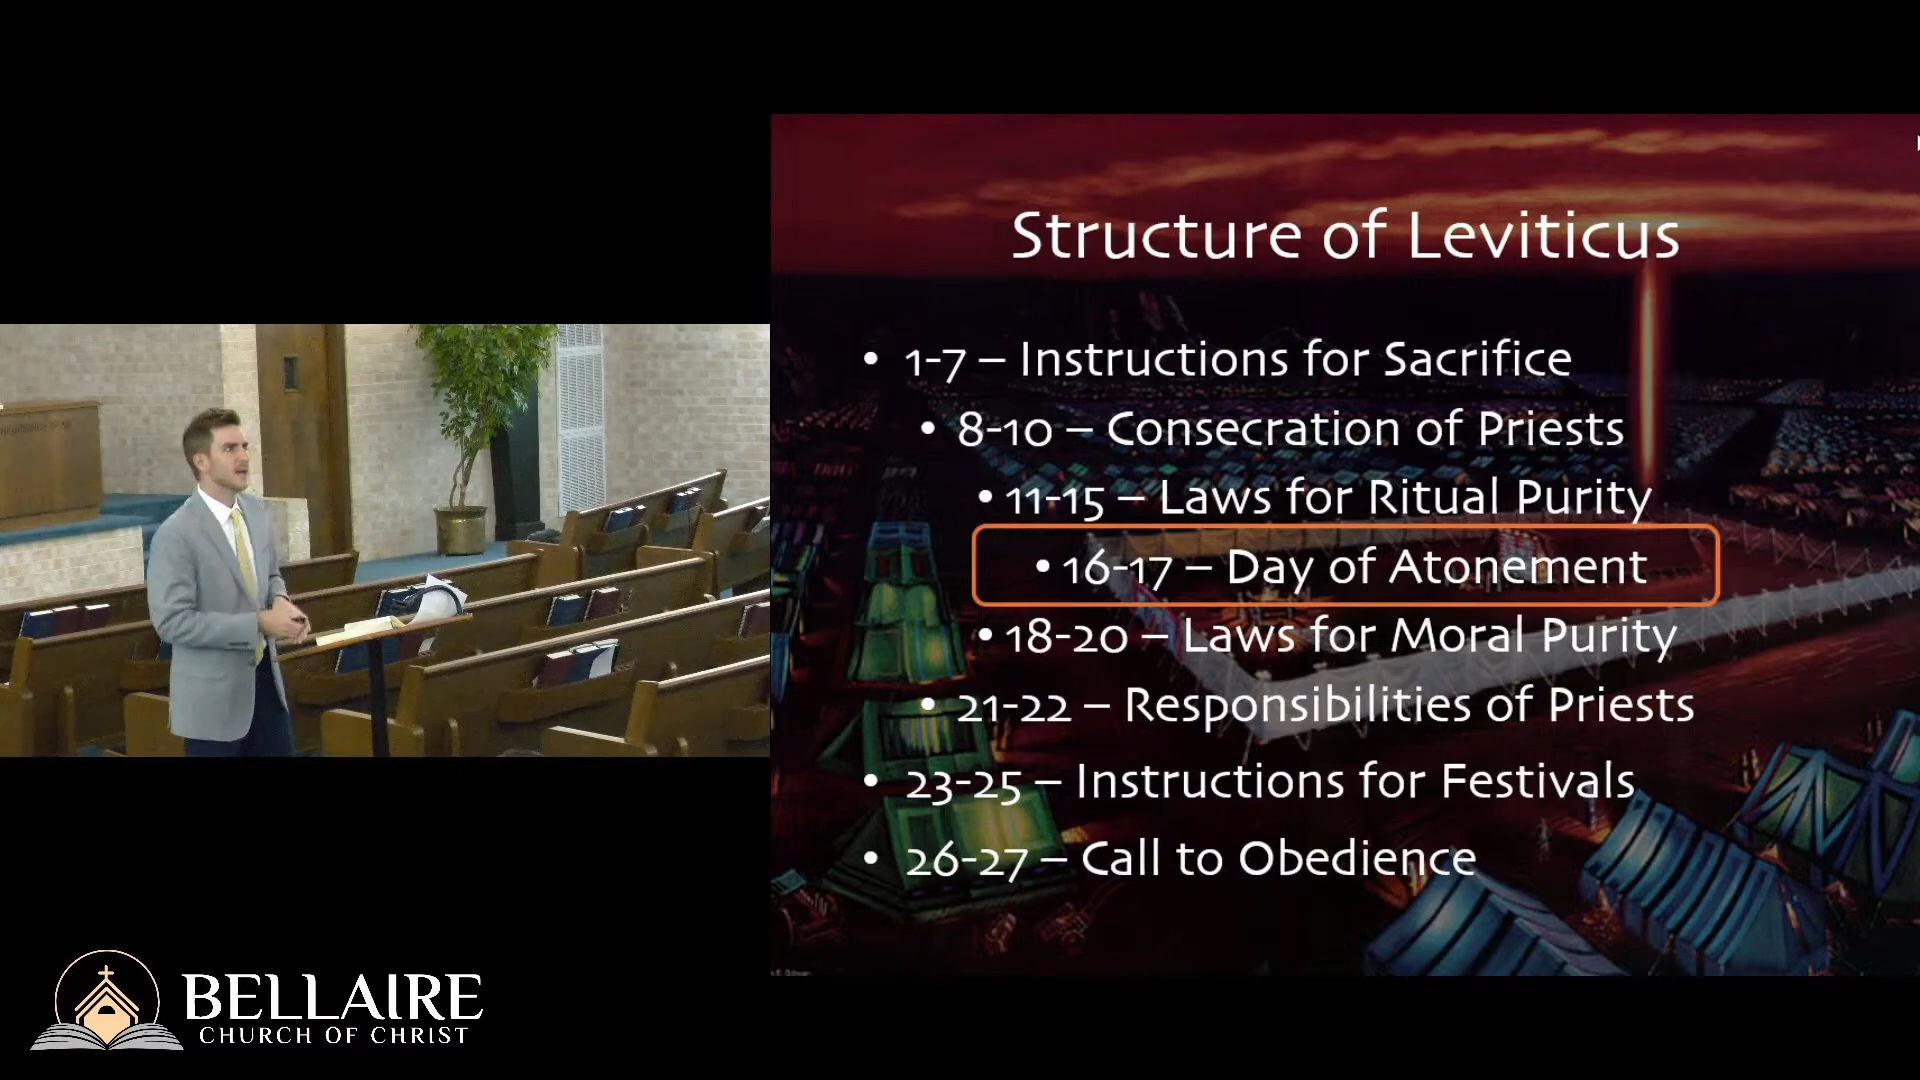 Structure of Leviticus
• 1-7 – Instructions for Sacrifice
• 8-10 – Consecration of Priests
• 11-15 – Laws for Ritual Purity
• 16-17 – Day of Atonement
• 18-20 – Laws for Moral Purity
• 21-22 – Responsibilities of Priests
• 23-25 – Instructions for Festivals
• 26-27 – Call to Obedience
BELLAIRE
CHURCH OF CHRIST